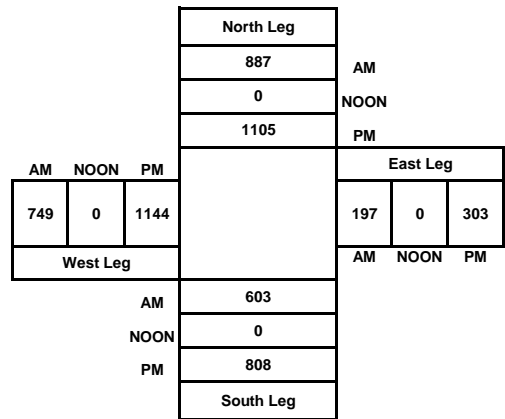 North Leg
887 AM
0 NOON
1105 PM
AM NOON PM East Leg
749 0 1144 197 0 303
West Leg AM NOON PM
AM 603
NOON 0
PM 808
South Leg